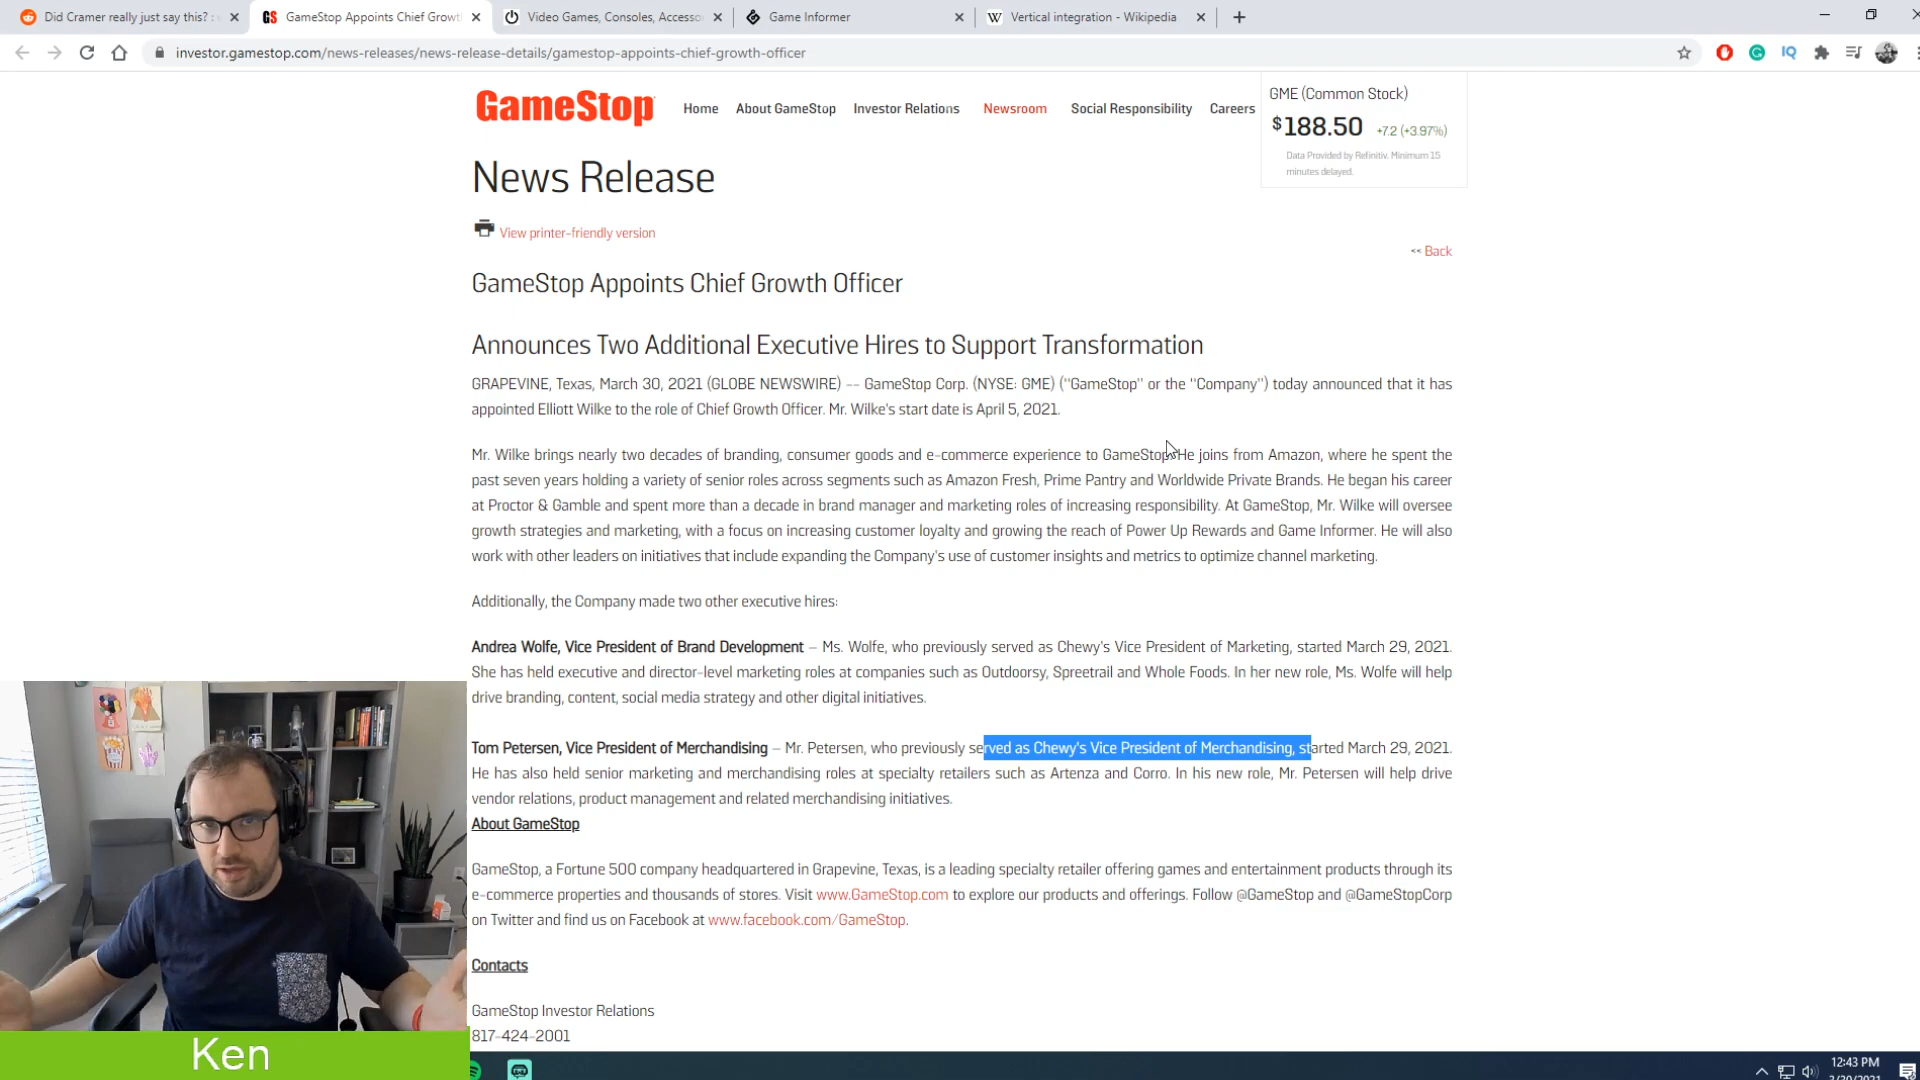 Did Cramer really just say this? :
GameStop Appoints Chief Growt
Video Games, Consoles, Accesso
Game Informer
Vertical integration - Wikipedia
investor.gamestop.com/news-releases/news-release-details/gamestop-appoints-chief-growth-officer
GameStop
Home
About GameStop
Investor Relations
Newsroom
Social Responsibility
Careers
GME (Common Stock)
$188.50 +7.2 (+3.97%)
Data Provided by Refinitiv. Minimum 15
minutes delayed.
News Release
View printer-friendly version
<< Back
GameStop Appoints Chief Growth Officer
Announces Two Additional Executive Hires to Support Transformation
GRAPEVINE, Texas, March 30, 2021 (GLOBE NEWSWIRE) -- GameStop Corp. (NYSE: GME) ("GameStop" or the "Company") today announced that it has
appointed Elliott Wilke to the role of Chief Growth Officer. Mr. Wilke's start date is April 5, 2021.
Mr. Wilke brings nearly two decades of branding, consumer goods and e-commerce experience to GameStop. He joins from Amazon, where he spent the
past seven years holding a variety of senior roles across segments such as Amazon Fresh, Prime Pantry and Worldwide Private Brands. He began his career
at Proctor & Gamble and spent more than a decade in brand manager and marketing roles of increasing responsibility. At GameStop, Mr. Wilke will oversee
growth strategies and marketing, with a focus on increasing customer loyalty and growing the reach of Power Up Rewards and Game Informer. He will also
work with other leaders on initiatives that include expanding the Company's use of customer insights and metrics to optimize channel marketing.
Additionally, the Company made two other executive hires:
Andrea Wolfe, Vice President of Brand Development – Ms. Wolfe, who previously served as Chewy's Vice President of Marketing, started March 29, 2021.
She has held executive and director-level marketing roles at companies such as Outdoorsy, Spreetrail and Whole Foods. In her new role, Ms. Wolfe will help
drive branding, content, social media strategy and other digital initiatives.
Tom Petersen, Vice President of Merchandising – Mr. Petersen, who previously served as Chewy's Vice President of Merchandising, started March 29, 2021.
He has also held senior marketing and merchandising roles at specialty retailers such as Artenza and Corro. In his new role, Mr. Petersen will help drive
vendor relations, product management and related merchandising initiatives.
About GameStop
GameStop, a Fortune 500 company headquartered in Grapevine, Texas, is a leading specialty retailer offering games and entertainment products through its
e-commerce properties and thousands of stores. Visit www.GameStop.com to explore our products and offerings. Follow @GameStop and @GameStopCorp
on Twitter and find us on Facebook at www.facebook.com/GameStop.
Contacts
GameStop Investor Relations
817-424-2001
Ken
12:43 PM